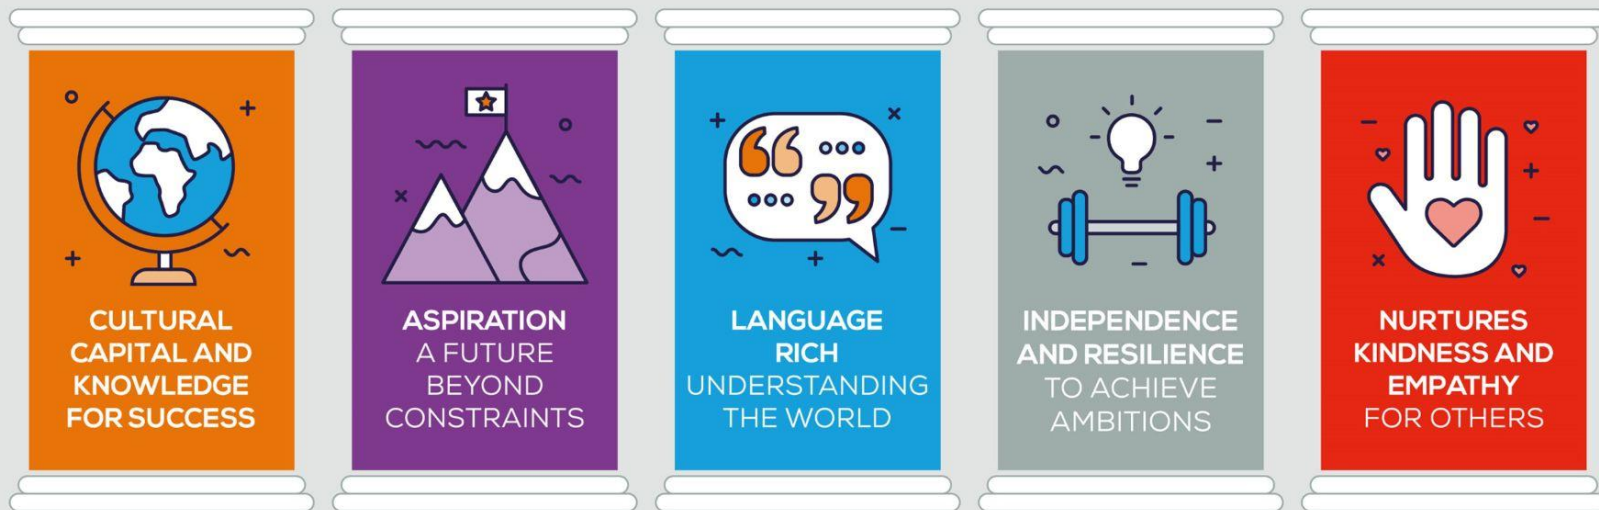 CULTURAL
CAPITAL AND
KNOWLEDGE
FOR SUCCESS
ASPIRATION
A FUTURE
BEYOND
CONSTRAINTS
LANGUAGE
RICH
UNDERSTANDING
THE WORLD
INDEPENDENCE
AND RESILIENCE
TO ACHIEVE
AMBITIONS
NURTURES
KINDNESS AND
EMPATHY
FOR OTHERS